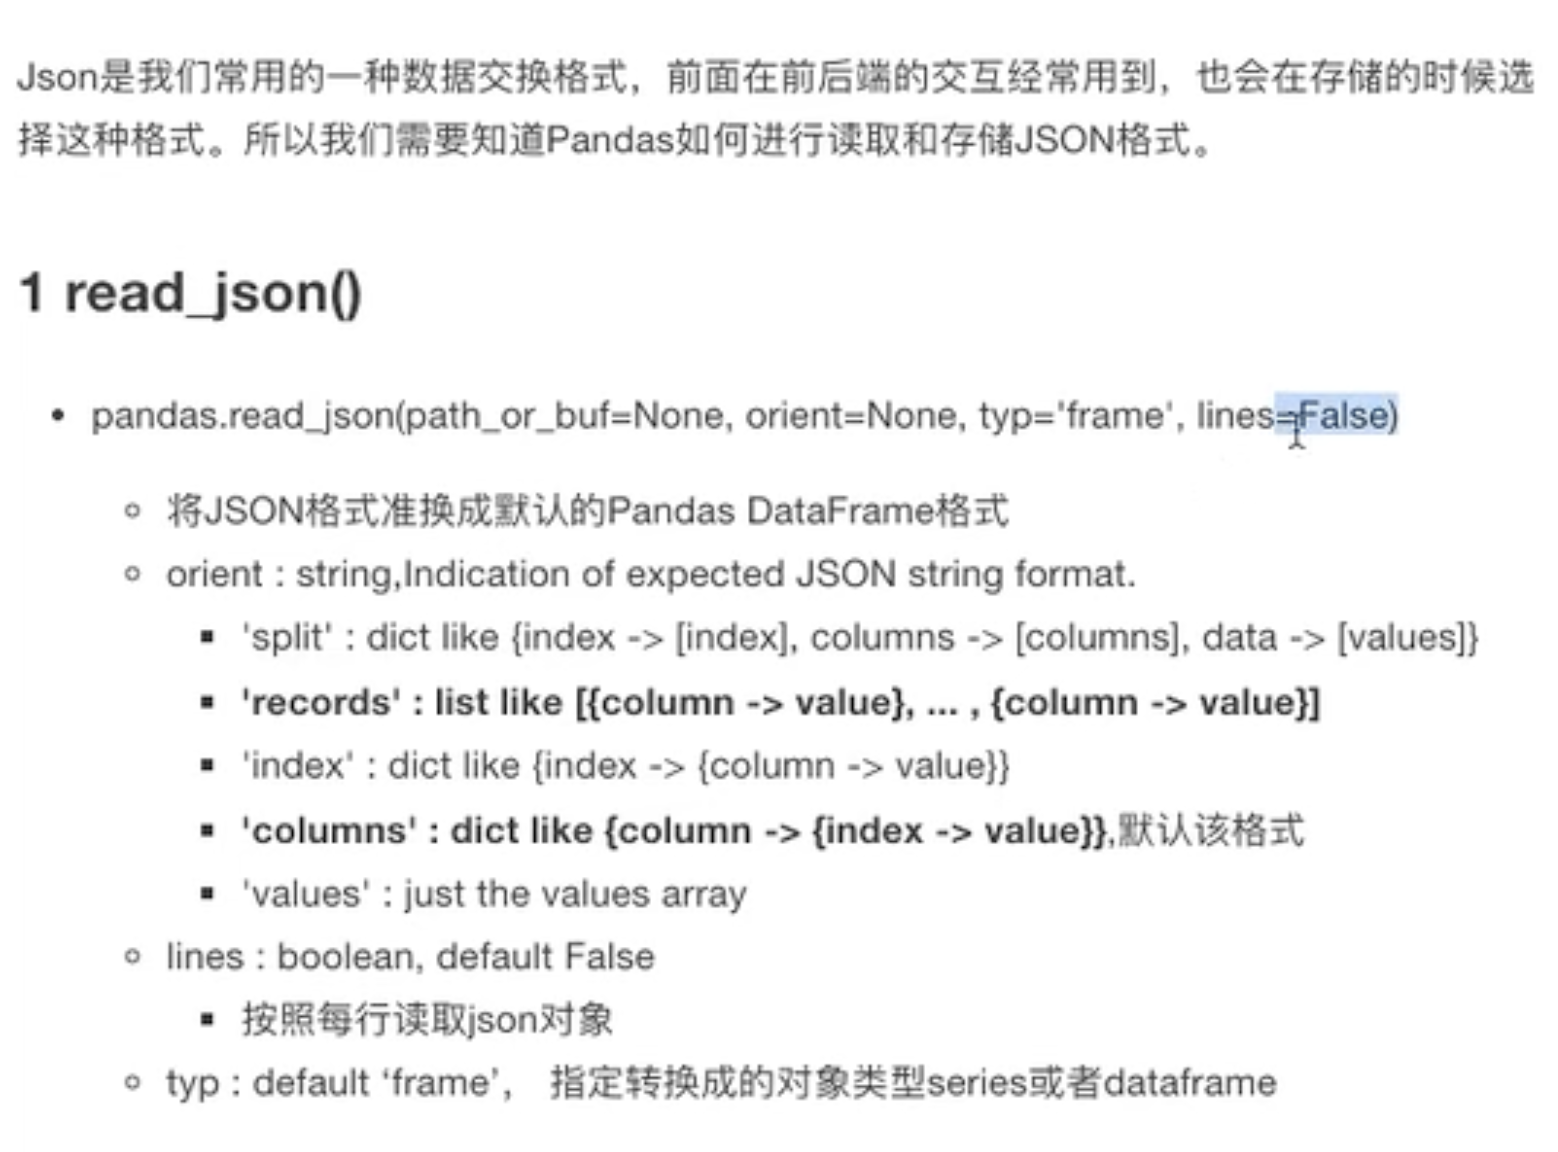 Json是我们常用的一种数据交换格式，前面在前后端的交互经常用到，也会在存储的时候选
择这种格式。所以我们需要知道Pandas如何进行读取和存储JSON格式。
1 read_json()
• pandas.read_json(path_or_buf=None, orient=None, typ='frame', lines=False)
○ 将JSON格式准换成默认的Pandas DataFrame格式
○ orient : string,Indication of expected JSON string format.
▪ 'split' : dict like {index -> [index], columns -> [columns], data -> [values]}
▪ 'records' : list like [{column -> value}, ... , {column -> value}]
▪ 'index' : dict like {index -> {column -> value}}
▪ 'columns' : dict like {column -> {index -> value}},默认该格式
▪ 'values' : just the values array
○ lines : boolean, default False
▪ 按照每行读取json对象
○ typ : default ‘frame’， 指定转换成的对象类型series或者dataframe